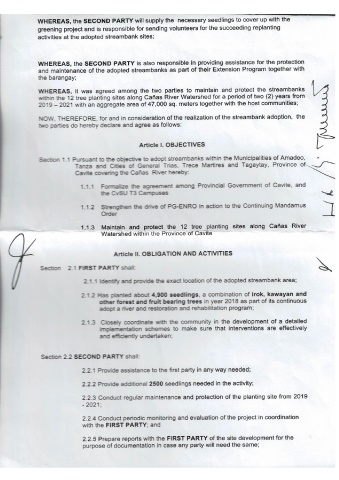 WHEREAS, the SECOND PARTY will supply the necessary seedlings to cover up with the
greening project and is responsible for sending volunteers for the succeeding replanting
activities at the adopted streambank sites;
WHEREAS, the SECOND PARTY is also responsible in providing assistance for the protection
and maintenance of the adopted streambanks as part of their Extension Program together with
the barangay;
WHEREAS, it was agreed among the two parties to maintain and protect the streambanks
within the 12 tree planting sites along Cañas River Watershed for a period of two (2) years from
2019 – 2021 with an aggregate area of 47,000 sq. meters together with the host communities;
NOW, THEREFORE, for and in consideration of the realization of the streambank adoption, the
two parties do hereby declare and agree as follows:
Article I. OBJECTIVES
Section 1.1 Pursuant to the objective to adopt streambanks within the Municipalities of Amadeo,
Tanza and Cities of General Trias, Trece Martires and Tagaytay, Province of
Cavite covering the Cañas River hereby:
1.1.1 Formalize the agreement among Provincial Government of Cavite, and
the CvSU T3 Campuses
1.1.2 Strengthen the drive of PG-ENRO in action to the Continuing Mandamus
Order
1.1.3 Maintain and protect the 12 tree planting sites along Cañas River
Watershed within the Province of Cavite
Article II. OBLIGATION AND ACTIVITIES
Section 2.1 FIRST PARTY shall:
2.1.1 Identify and provide the exact location of the adopted streambank area;
2.1.2 Has planted about 4,900 seedlings, a combination of irok, kawayan and
other forest and fruit bearing trees in year 2018 as part of its continuous
adopt a river and restoration and rehabilitation program;
2.1.3 Closely coordinate with the community in the development of a detailed
implementation schemes to make sure that interventions are effectively
and efficiently undertaken;
Section 2.2 SECOND PARTY shall:
2.2.1 Provide assistance to the first party in any way needed;
2.2.2 Provide additional 2500 seedlings needed in the activity;
2.2.3 Conduct regular maintenance and protection of the planting site from 2019
- 2021;
2.2.4 Conduct periodic monitoring and evaluation of the project in coordination
with the FIRST PARTY; and
2.2.5 Prepare reports with the FIRST PARTY of the site development for the
purpose of documentation in case any party will need the same;